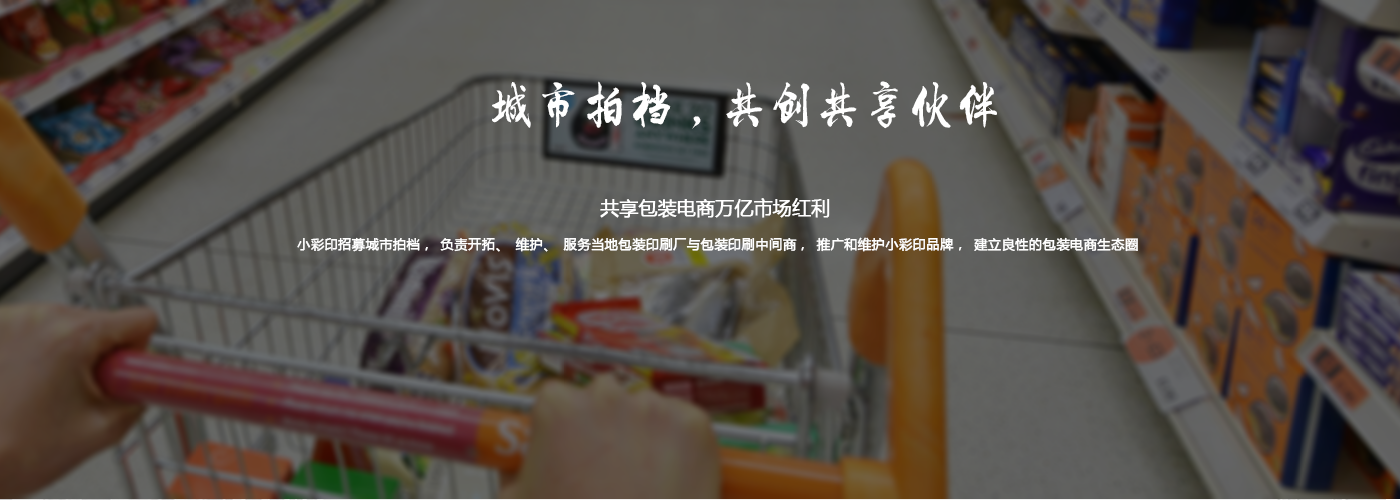 城市拍档，共创共享伙伴
共享包装电商万亿市场红利
小彩印招募城市拍档， 负责开拓、 维护、 服务当地包装印刷厂与包装印刷中间商， 推广和维护小彩印品牌， 建立良性的包装电商生态圈